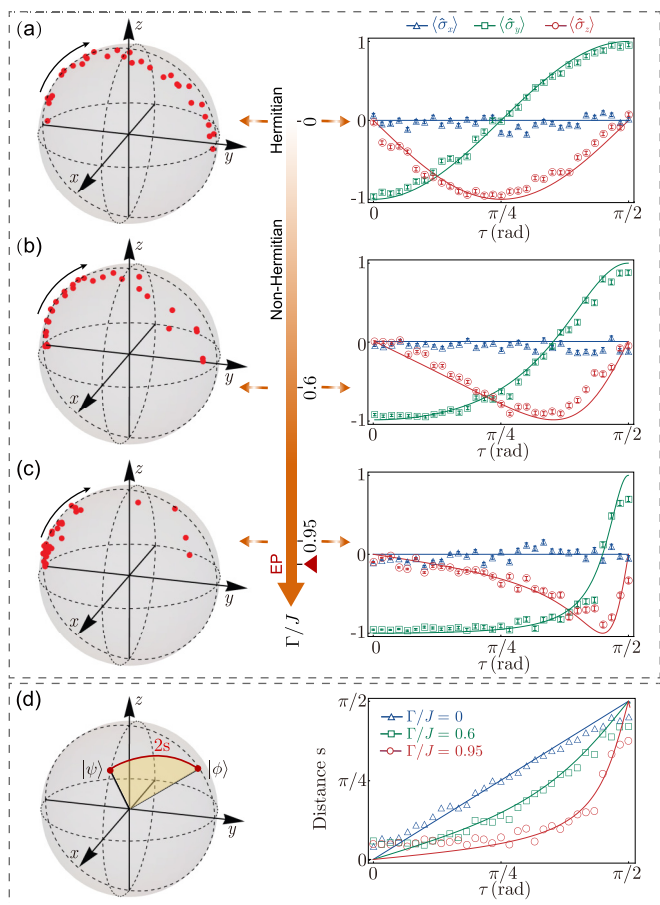 (a)
z
y
x
Hermitian
0
⟨σ̂x⟩ ⟨σ̂y⟩ ⟨σ̂z⟩
1
0
-1
0 π/4 π/2
τ (rad)
(b)
z
y
x
Non-Hermitian
0.6
1
0
-1
0 π/4 π/2
τ (rad)
(c)
z
y
x
0.95
EP
Γ/J
1
0
-1
0 π/4 π/2
τ (rad)
(d)
z
2s
|ψ⟩ |ϕ⟩
y
x
Distance s
π/2
π/4
0
Γ/J = 0
Γ/J = 0.6
Γ/J = 0.95
0 π/4 π/2
τ (rad)